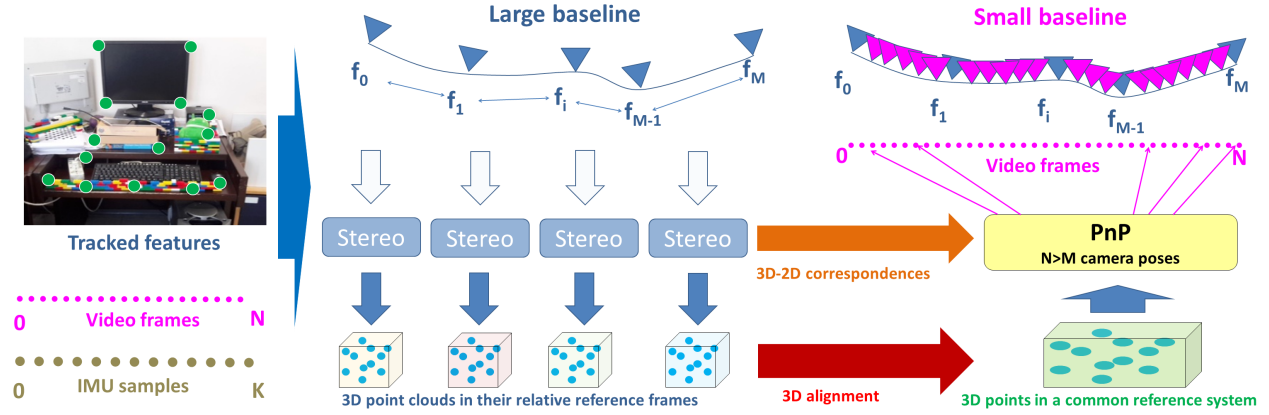 Large baseline
Small baseline
f0
f1
fi
fM-1
fM
f0
f1
fi
fM-1
fM
0
Video frames
N
Tracked features
Stereo
Stereo
Stereo
Stereo
3D-2D correspondences
PnP
N>M camera poses
0
Video frames
N
0
IMU samples
K
3D point clouds in their relative reference frames
3D alignment
3D points in a common reference system